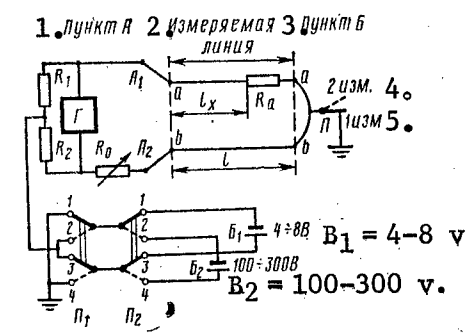 1. пункт А 2. Измеряемая 3. Пункт Б
линия
R₁
Г
R₂
R₀
Л₁
Л₂
a
b
lₓ
Rₐ
l
a
b
2 изм. 4.
П
1 изм 5.
1
2
3
4
1
2
3
4
Б₁ 4÷8В
B₁ = 4-8 v
Б₂ 100÷300В
B₂ = 100-300 v.
П₁ П₂